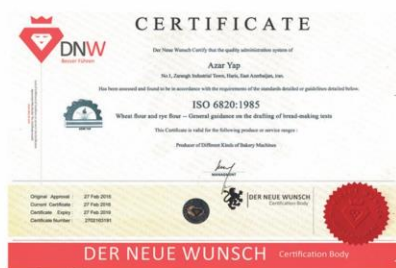 CERTIFICATE
DNW
Besser Fühlen
Der Neue Wunsch Certify that the quality administration system of
Azar Yap
No.1, Zarnagh Industrial Town, Haris, East Azerbaijan, Iran.
Has been assessed and found to be in accordance with the requirements of the standards detailed or guidelines detailed below.
ISO 6820:1985
Wheat flour and rye flour -- General guidance on the drafting of bread-making tests
This Certificate is valid for the following produce or service ranges :
Producer of Different Kinds of Bakery Machines
MANAGEMENT
Original Approval : 27 Feb 2016
Current Certificate : 27 Feb 2016
Certificate Expiry : 27 Feb 2019
Certificate Number :
DER NEUE WUNSCH
Certification Body
DER NEUE WUNSCH Certification Body